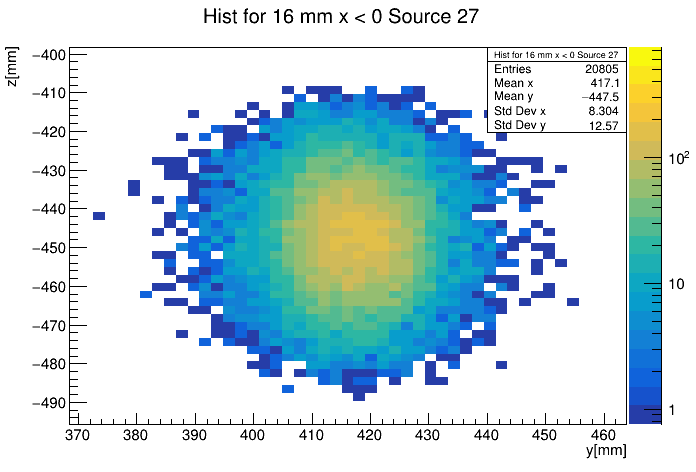 Hist for 16 mm x < 0 Source 27
z[mm]
−400
−410
−420
−430
−440
−450
−460
−470
−480
−490
Hist for 16 mm x < 0 Source 27
Entries 20805
Mean x 417.1
Mean y −447.5
Std Dev x 8.304
Std Dev y 12.57
10²
10
1
370 380 390 400 410 420 430 440 450 460
y[mm]